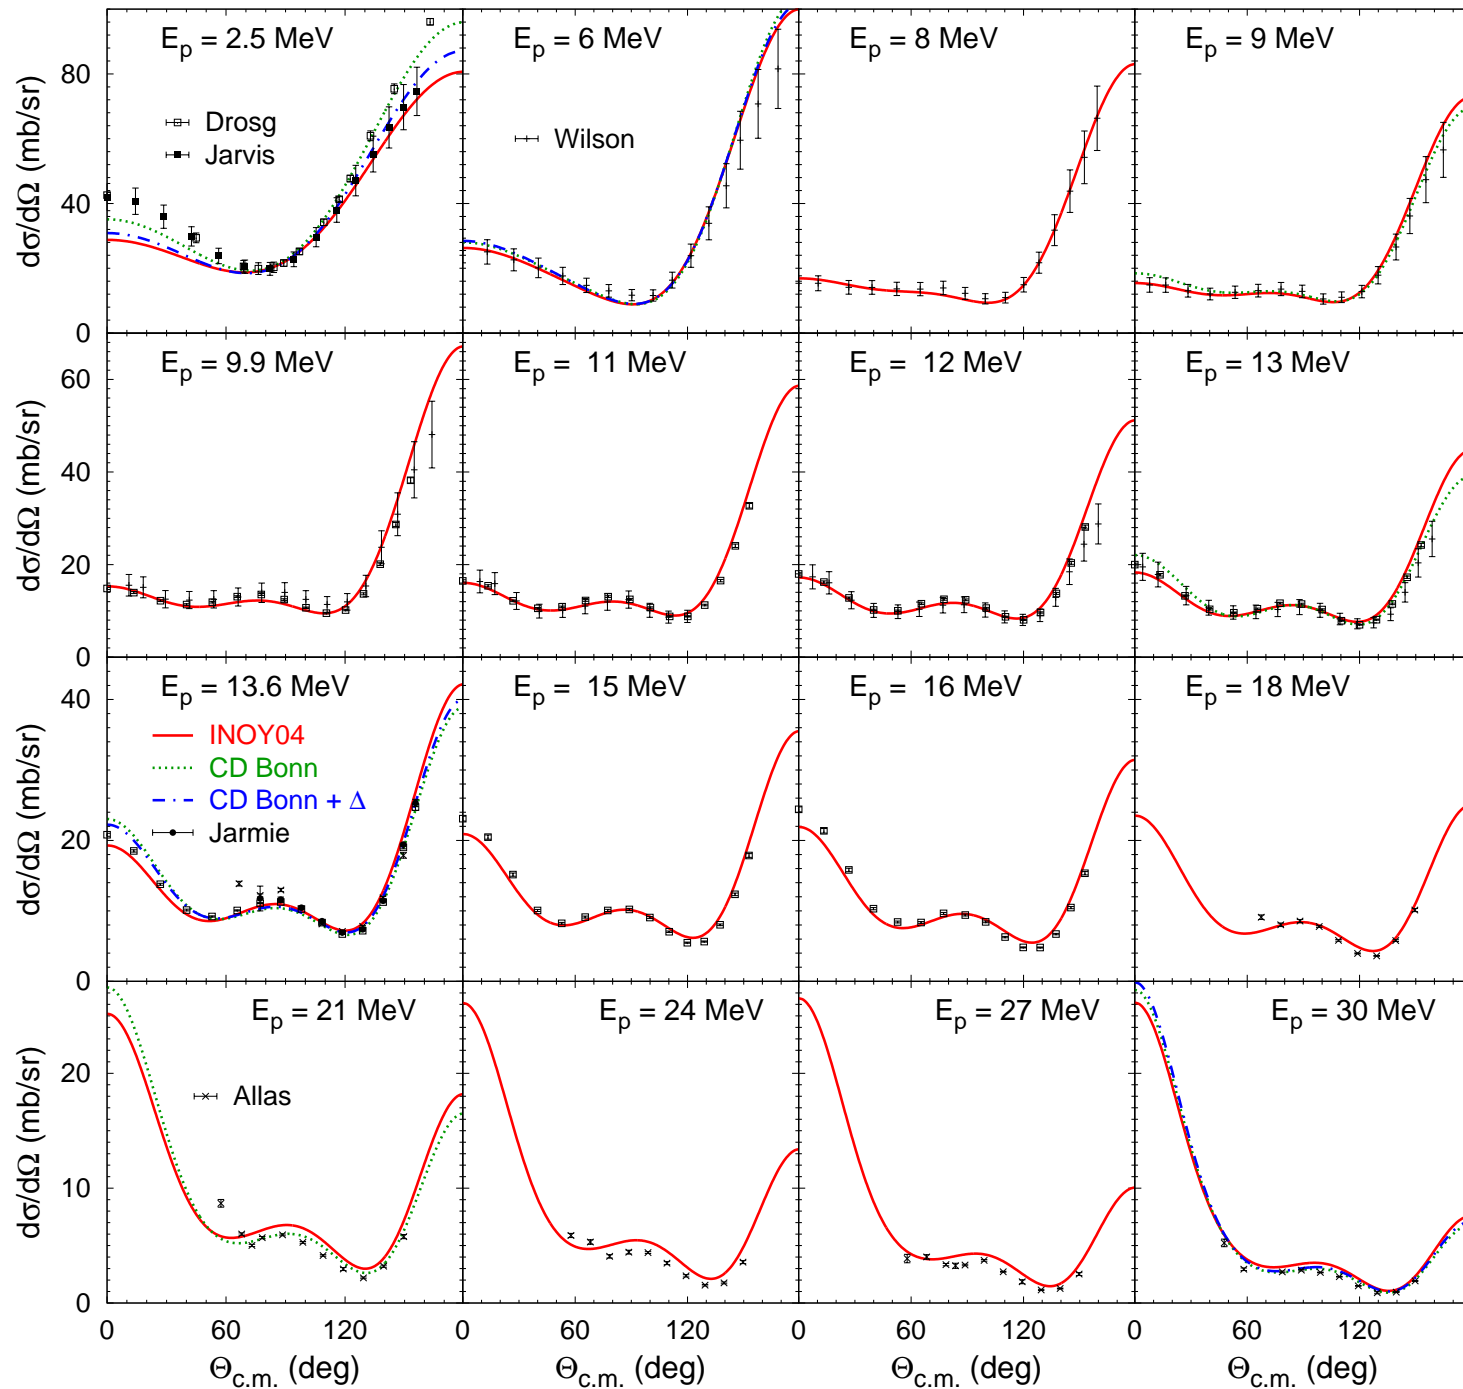 E_p = 2.5 MeV
E_p = 6 MeV
E_p = 8 MeV
E_p = 9 MeV
dσ/dΩ (mb/sr)
80
40
0
Drosg
Jarvis
Wilson
E_p = 9.9 MeV
E_p = 11 MeV
E_p = 12 MeV
E_p = 13 MeV
dσ/dΩ (mb/sr)
60
40
20
0
E_p = 13.6 MeV
E_p = 15 MeV
E_p = 16 MeV
E_p = 18 MeV
dσ/dΩ (mb/sr)
40
20
0
INOY04
CD Bonn
CD Bonn + Δ
Jarmie
E_p = 21 MeV
E_p = 24 MeV
E_p = 27 MeV
E_p = 30 MeV
dσ/dΩ (mb/sr)
20
10
0
Allas
0 60 120 0 60 120 0 60 120 0 60 120
Θ_c.m. (deg) Θ_c.m. (deg) Θ_c.m. (deg) Θ_c.m. (deg)